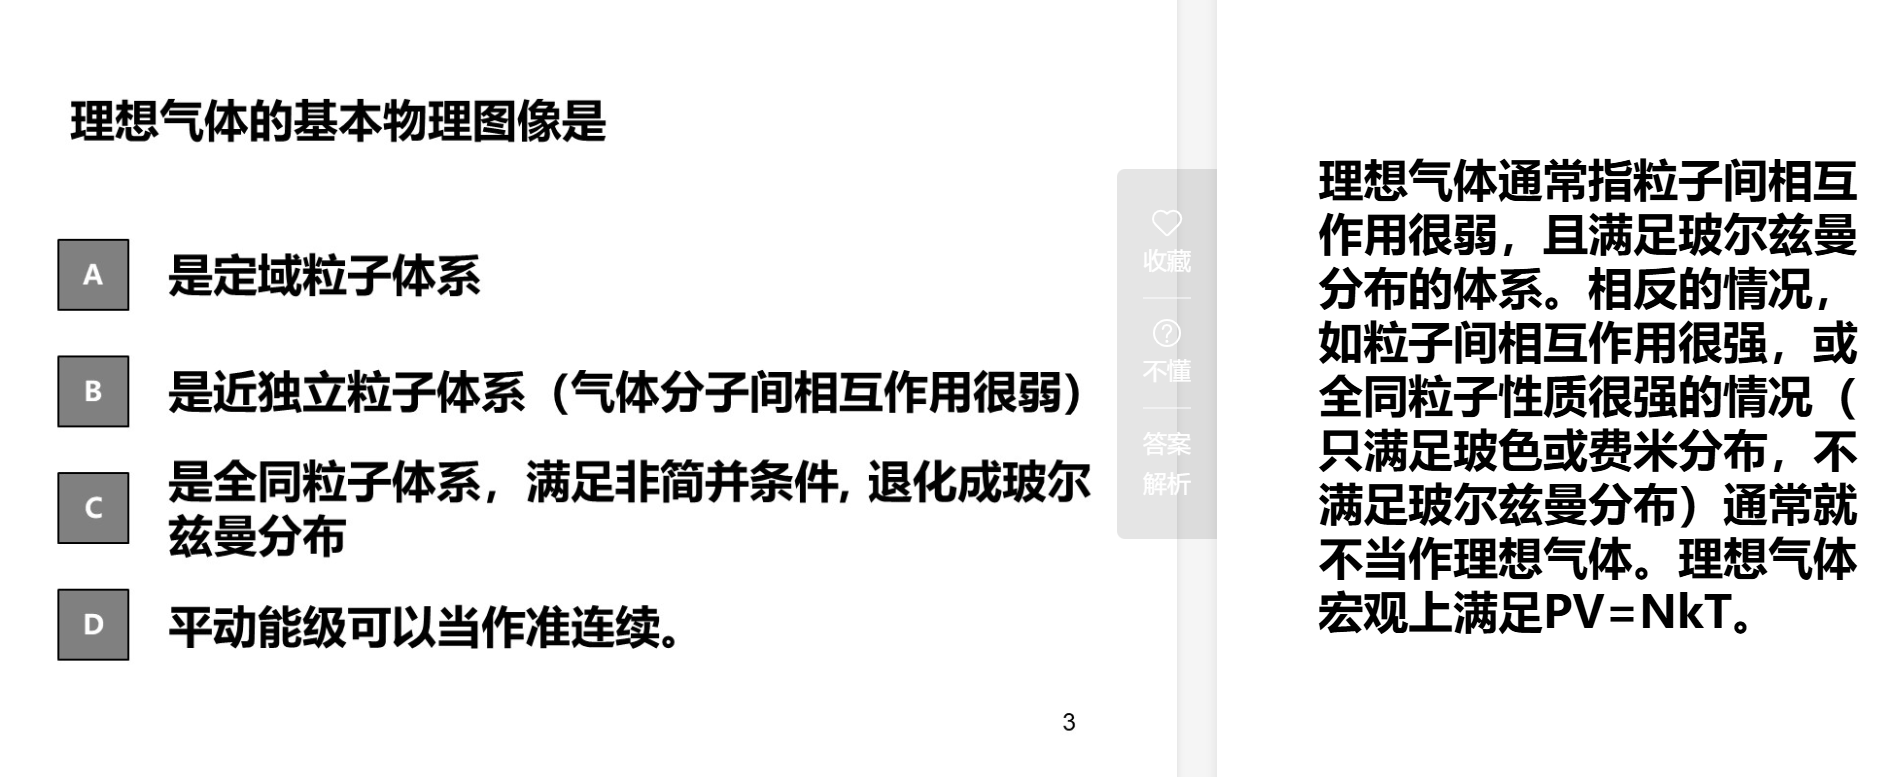 理想气体的基本物理图像是
A 是定域粒子体系
B 是近独立粒子体系（气体分子间相互作用很弱）
C 是全同粒子体系，满足非简并条件, 退化成玻尔
兹曼分布
D 平动能级可以当作准连续。
3
收藏
不懂
答案
解析
理想气体通常指粒子间相互
作用很弱，且满足玻尔兹曼
分布的体系。相反的情况，
如粒子间相互作用很强，或
全同粒子性质很强的情况（
只满足玻色或费米分布，不
满足玻尔兹曼分布）通常就
不当作理想气体。理想气体
宏观上满足PV=NkT。